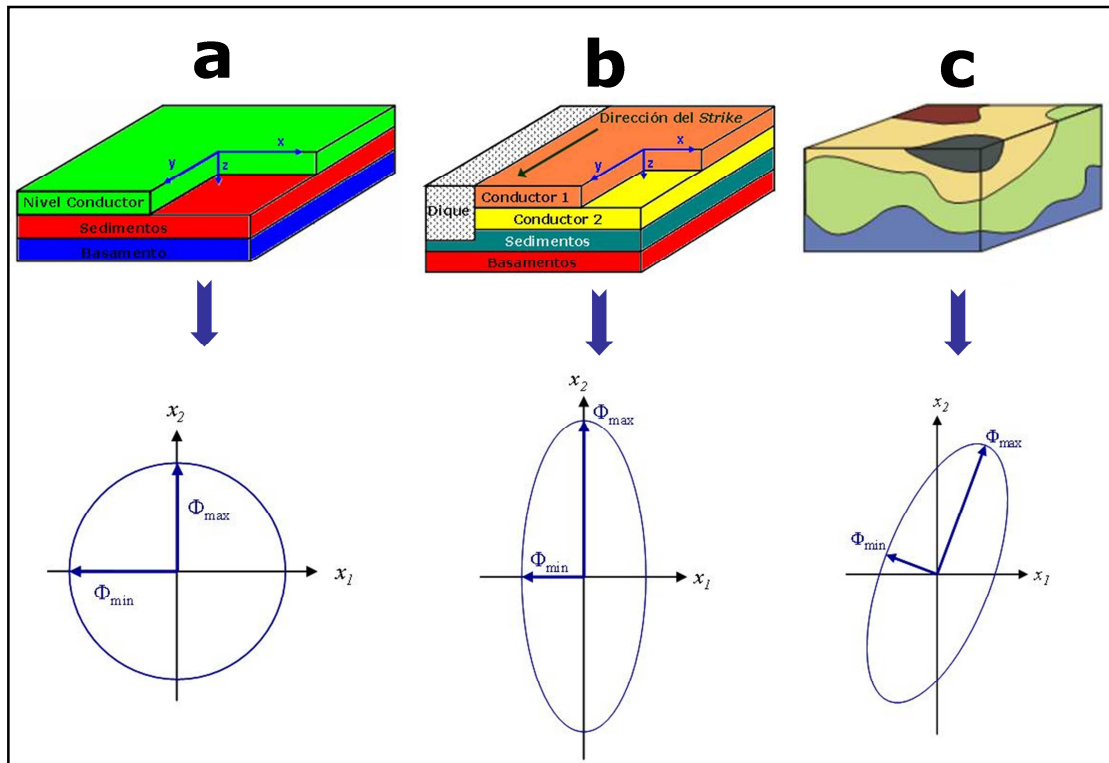 a
b
c
x
y
z
Nivel Conductor
Sedimentos
Basamento
Dirección del Strike
x
y
z
Conductor 1
Dique
Conductor 2
Sedimentos
Basamentos
x2
Φmax
Φmin
x1
x2
Φmax
Φmin
x1
x2
Φmax
Φmin
x1